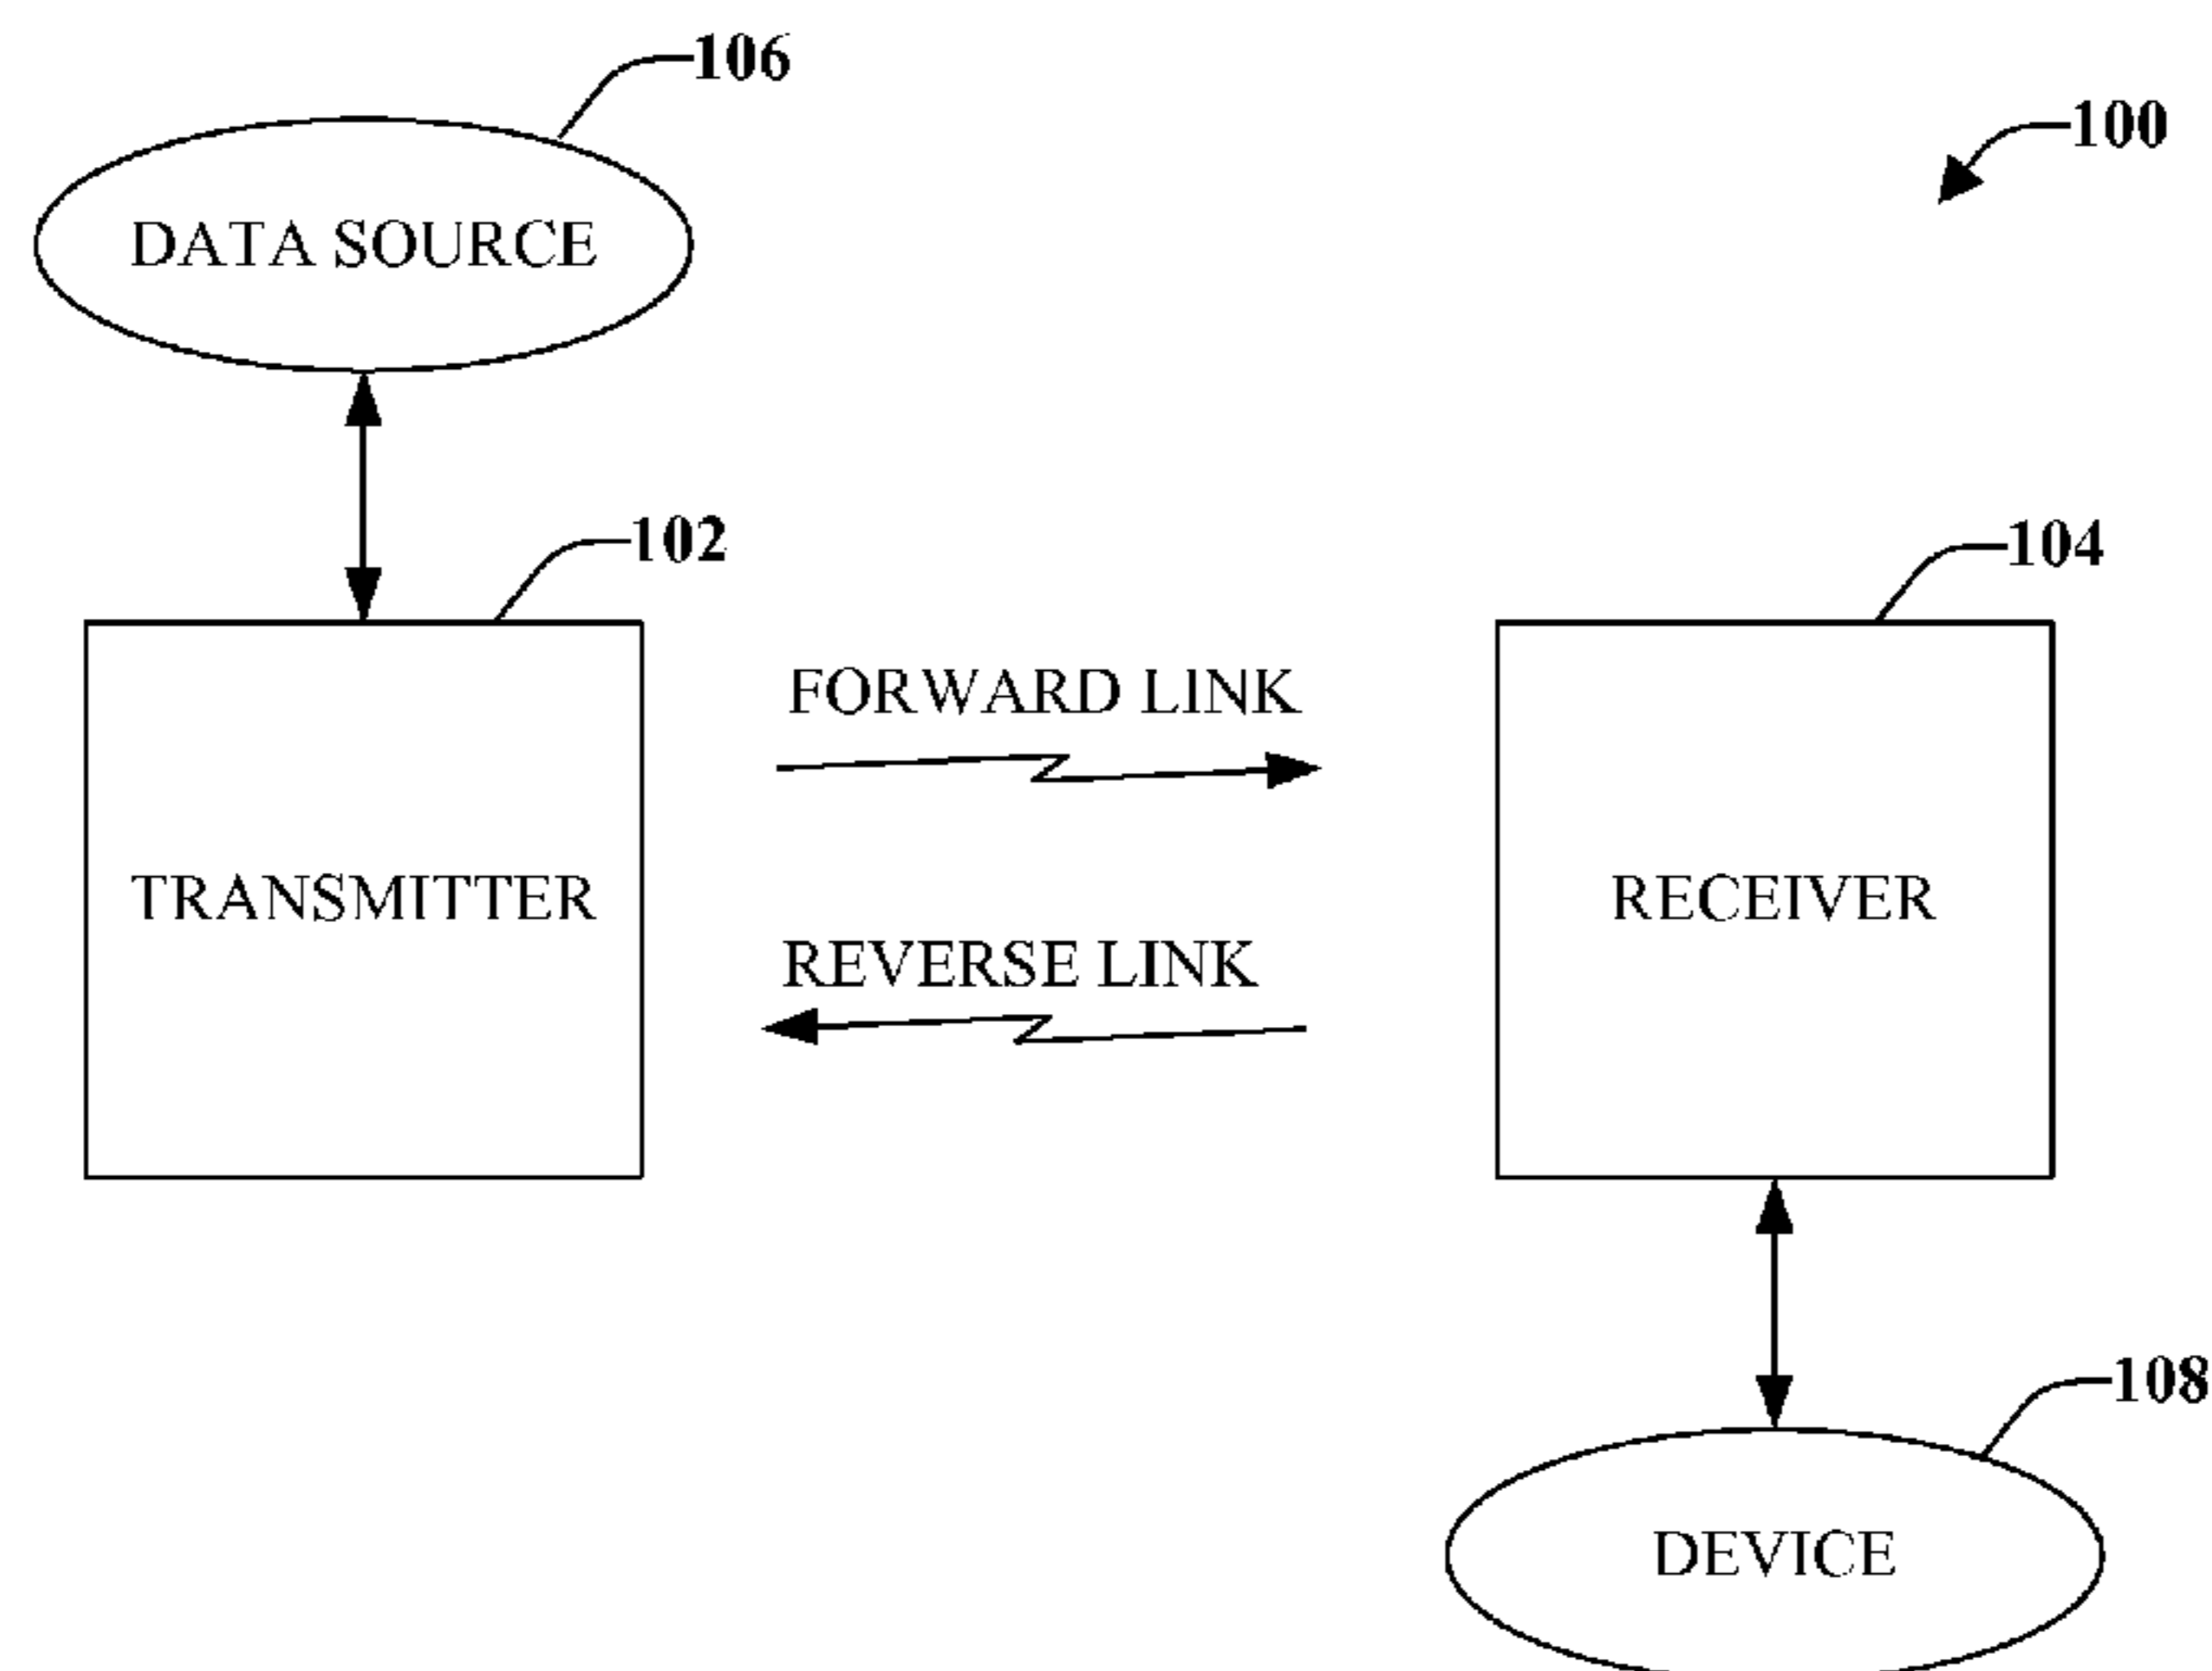 106
100
DATA SOURCE
102
104
FORWARD LINK
TRANSMITTER
RECEIVER
REVERSE LINK
108
DEVICE